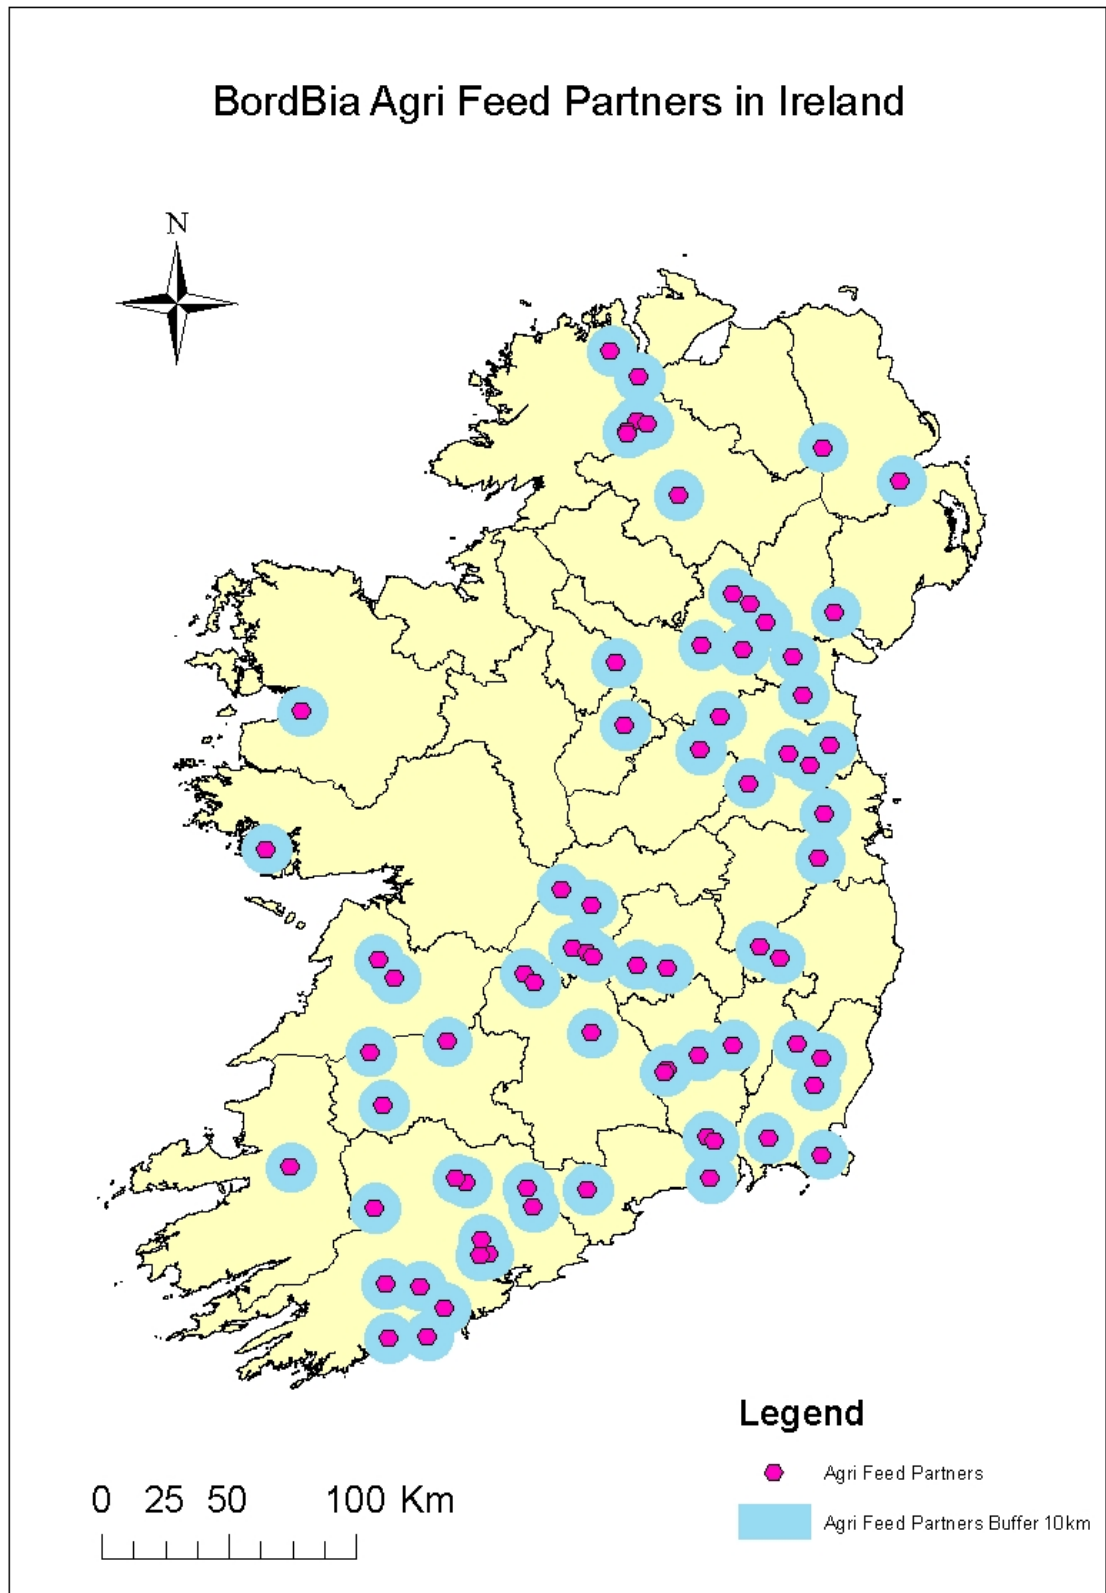 BordBia Agri Feed Partners in Ireland
N
Legend
Agri Feed Partners
Agri Feed Partners Buffer 10km
0 25 50 100 Km